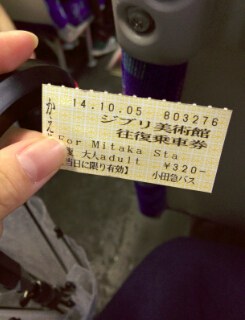 14.10.05 803276
ジブリ美術館
往復乗車券
For Mitaka Sta
大人adult ¥320-
当日に限り有効】 小田急バス